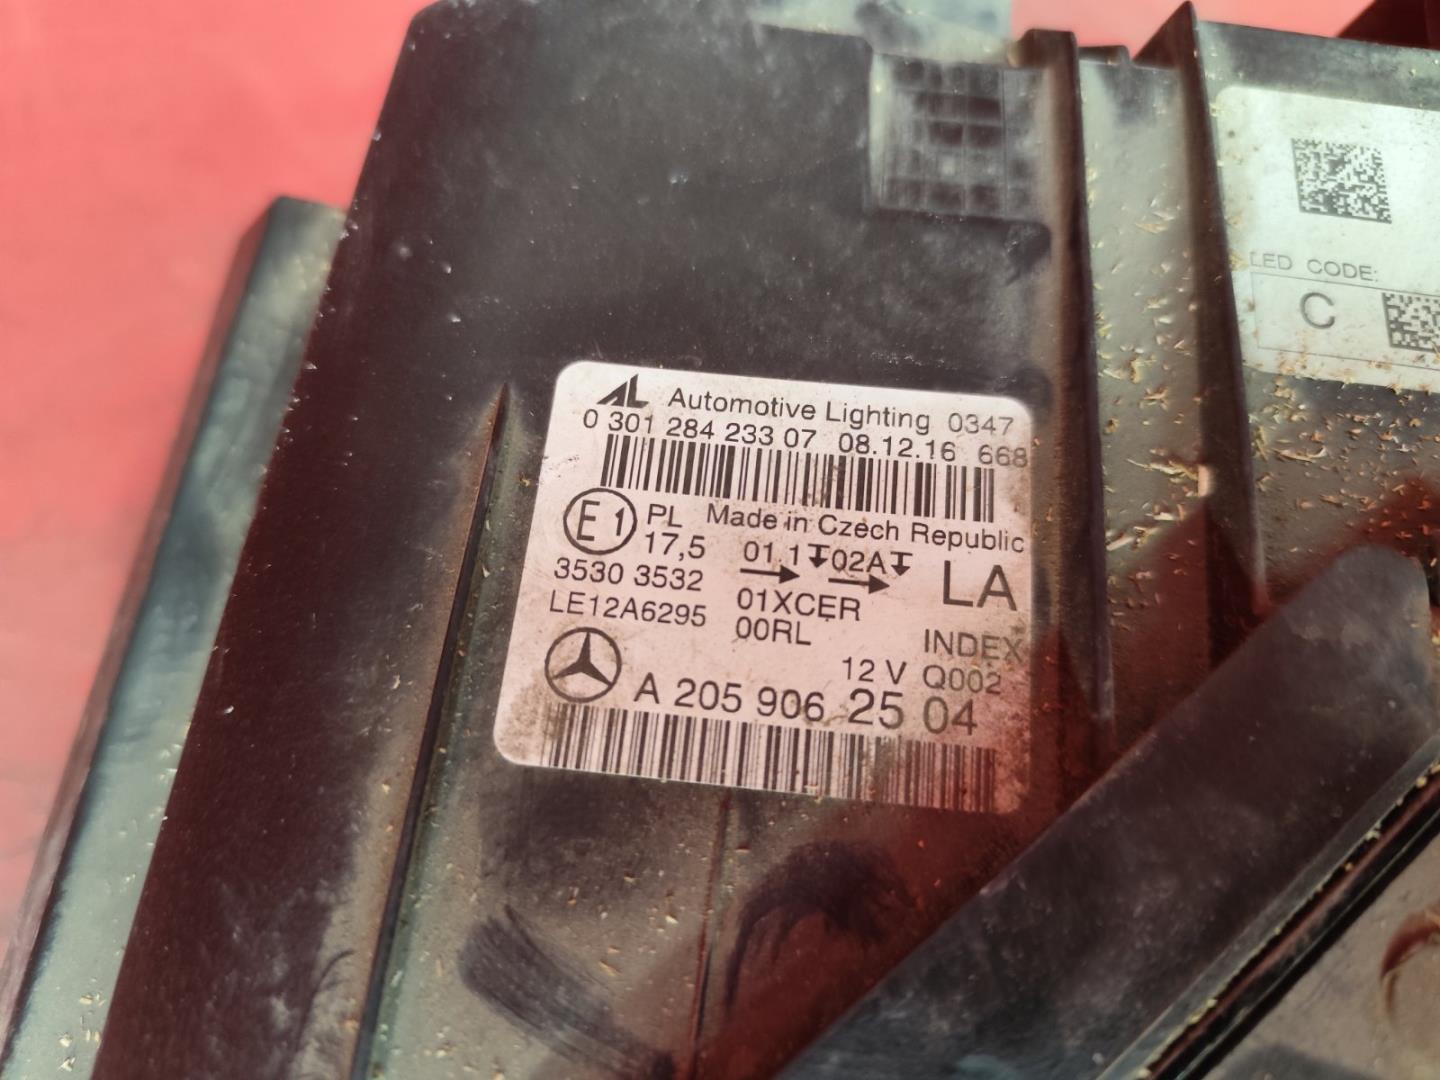 LED CODE:
C
AL Automotive Lighting 0347
0 301 284 233 07 08.12.16 668
E1 PL Made in Czech Republic
17,5 01 1 02A
3530 3532 → → LA
LE12A6295 01XCER
00RL INDEX
12 V Q002
A 205 906 25 04